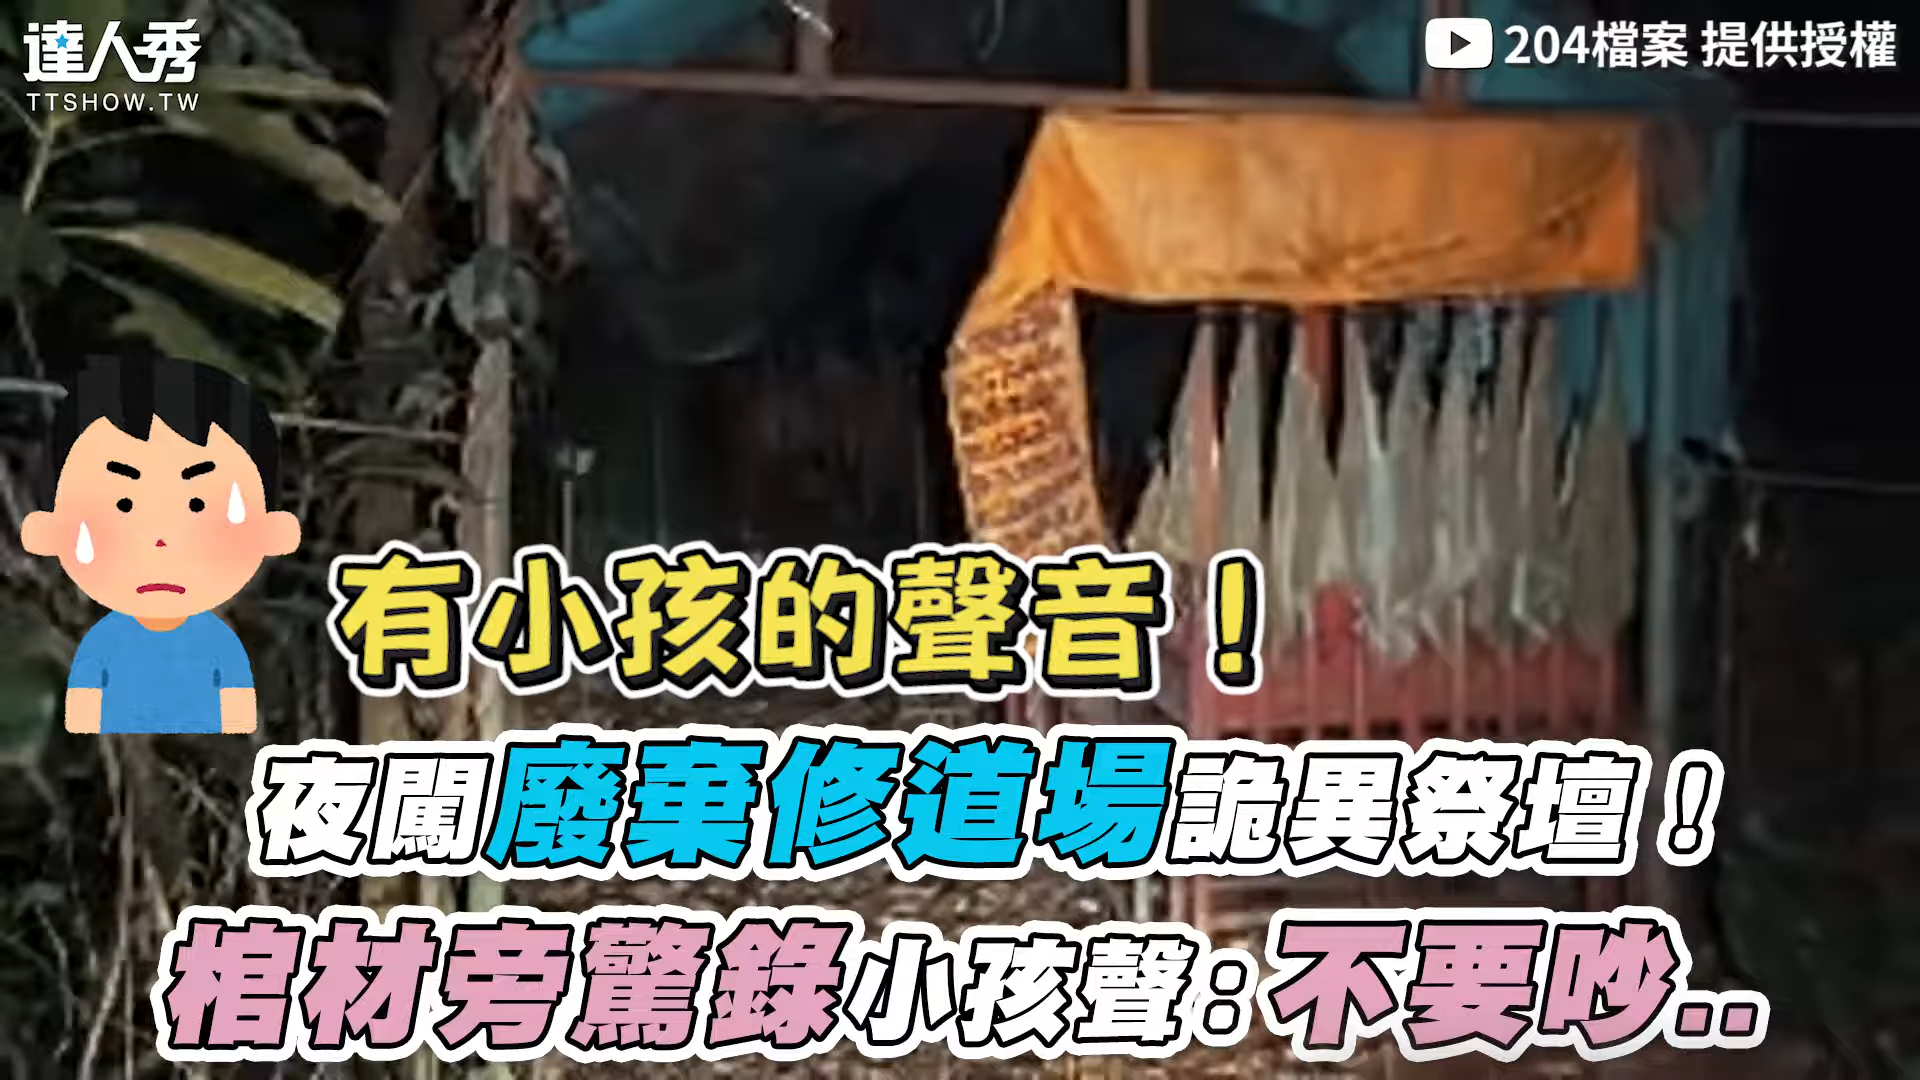 達人秀
TTSHOW.TW
204檔案 提供授權
有小孩的聲音！
夜闖廢棄修道場詭異祭壇！
棺材旁驚錄小孩聲：不要吵..